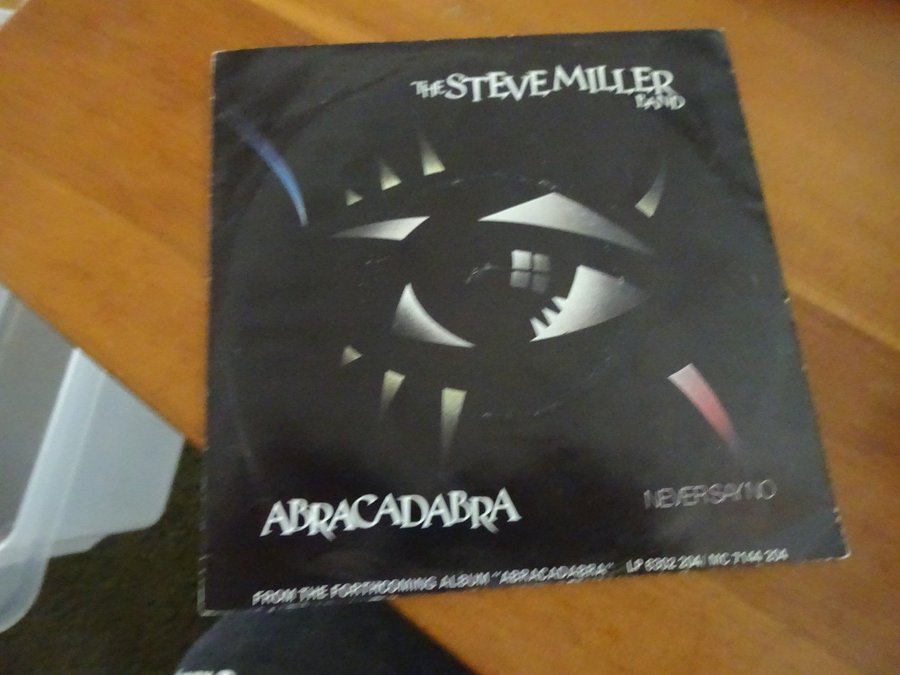 THE STEVE MILLER
BAND
ABRACADABRA
NEVER SAY NO
FROM THE FORTHCOMING ALBUM "ABRACADABRA" LP 6302 204/ MC 7144 204